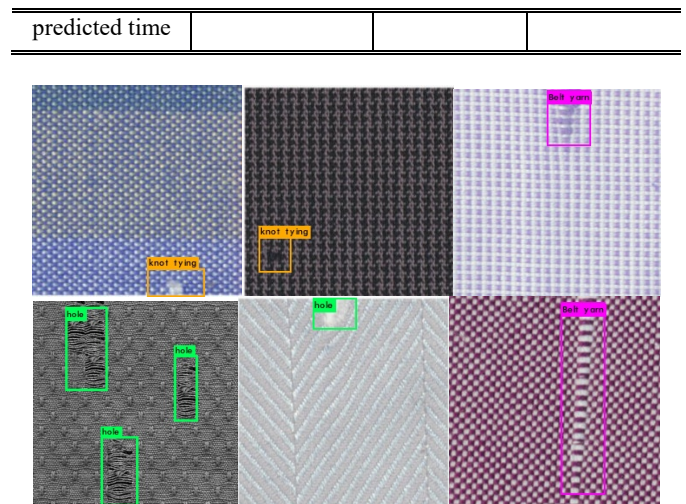 predicted time
Belt yarn
knot tying
knot tying
hole
hole
Belt yarn
hole
hole